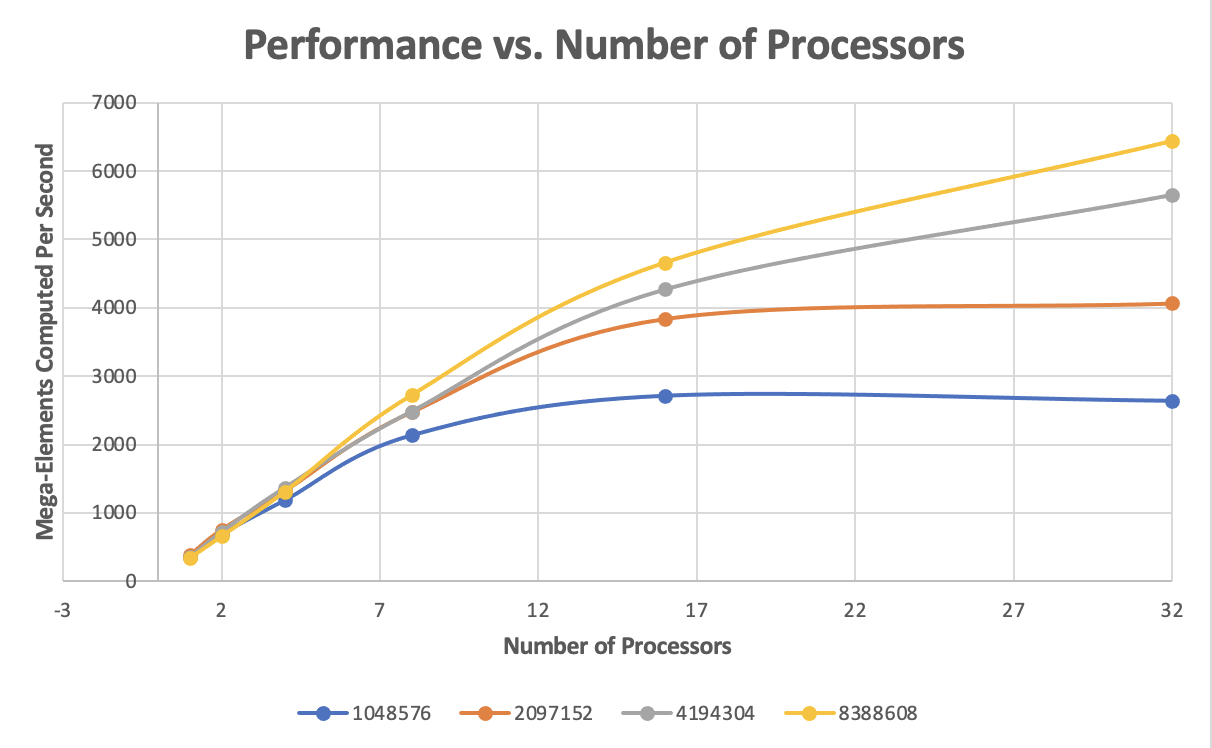 Performance vs. Number of Processors
Mega-Elements Computed Per Second
7000
6000
5000
4000
3000
2000
1000
0
-3 2 7 12 17 22 27 32
Number of Processors
1048576 2097152 4194304 8388608